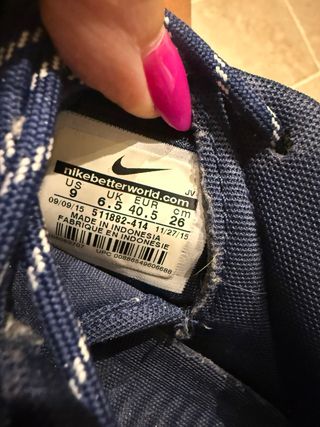 nikebetterworld.com
JV
US UK EUR cm
9 6.5 40.5 26
09/09/15 511882-414 11/27/15
MADE IN INDONESIA
FABRIQUE EN INDONESIE